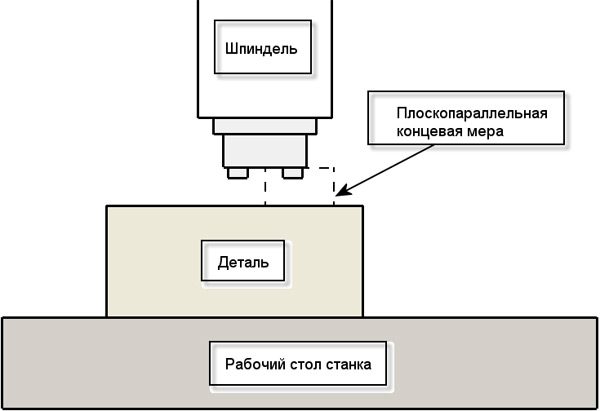 Шпиндель
Плоскопараллельная
концевая мера
Деталь
Рабочий стол станка